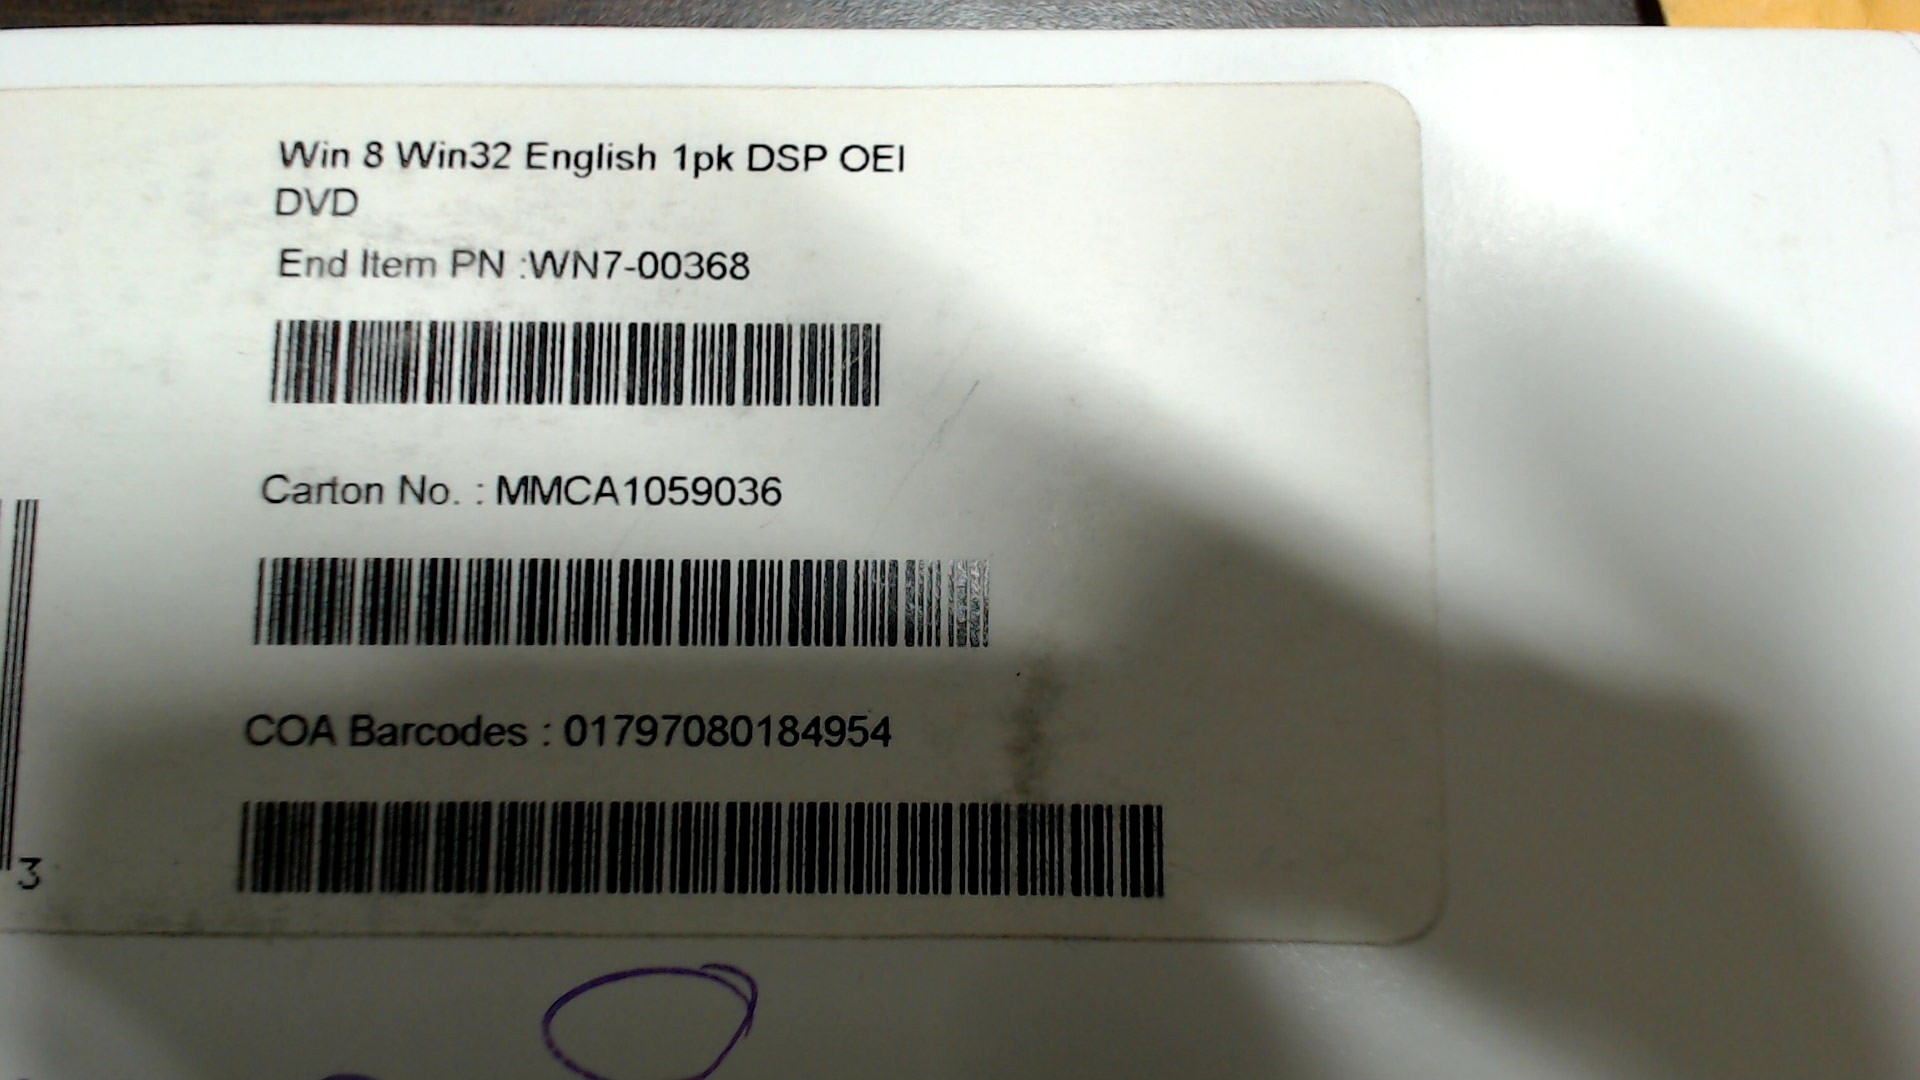 Win 8 Win32 English 1pk DSP OEI
DVD
End Item PN :WN7-00368
Carton No. : MMCA1059036
COA Barcodes : 01797080184954
3